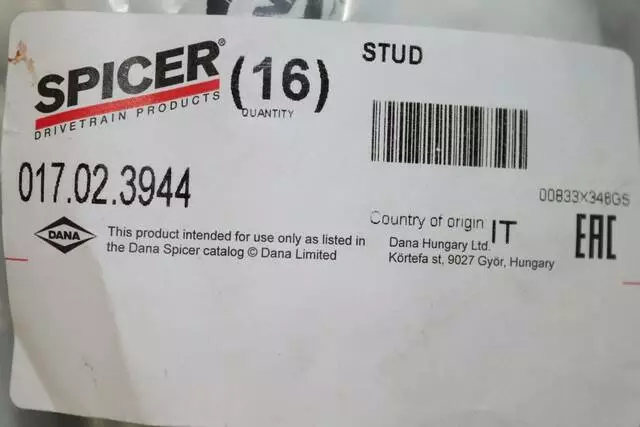 SPICER®
DRIVETRAIN PRODUCTS
(16)
QUANTITY
STUD
017.02.3944
00833X348GS
DANA
This product intended for use only as listed in
the Dana Spicer catalog © Dana Limited
Country of origin IT
Dana Hungary Ltd.
Körtefa st. 9027 Győr, Hungary
EAC